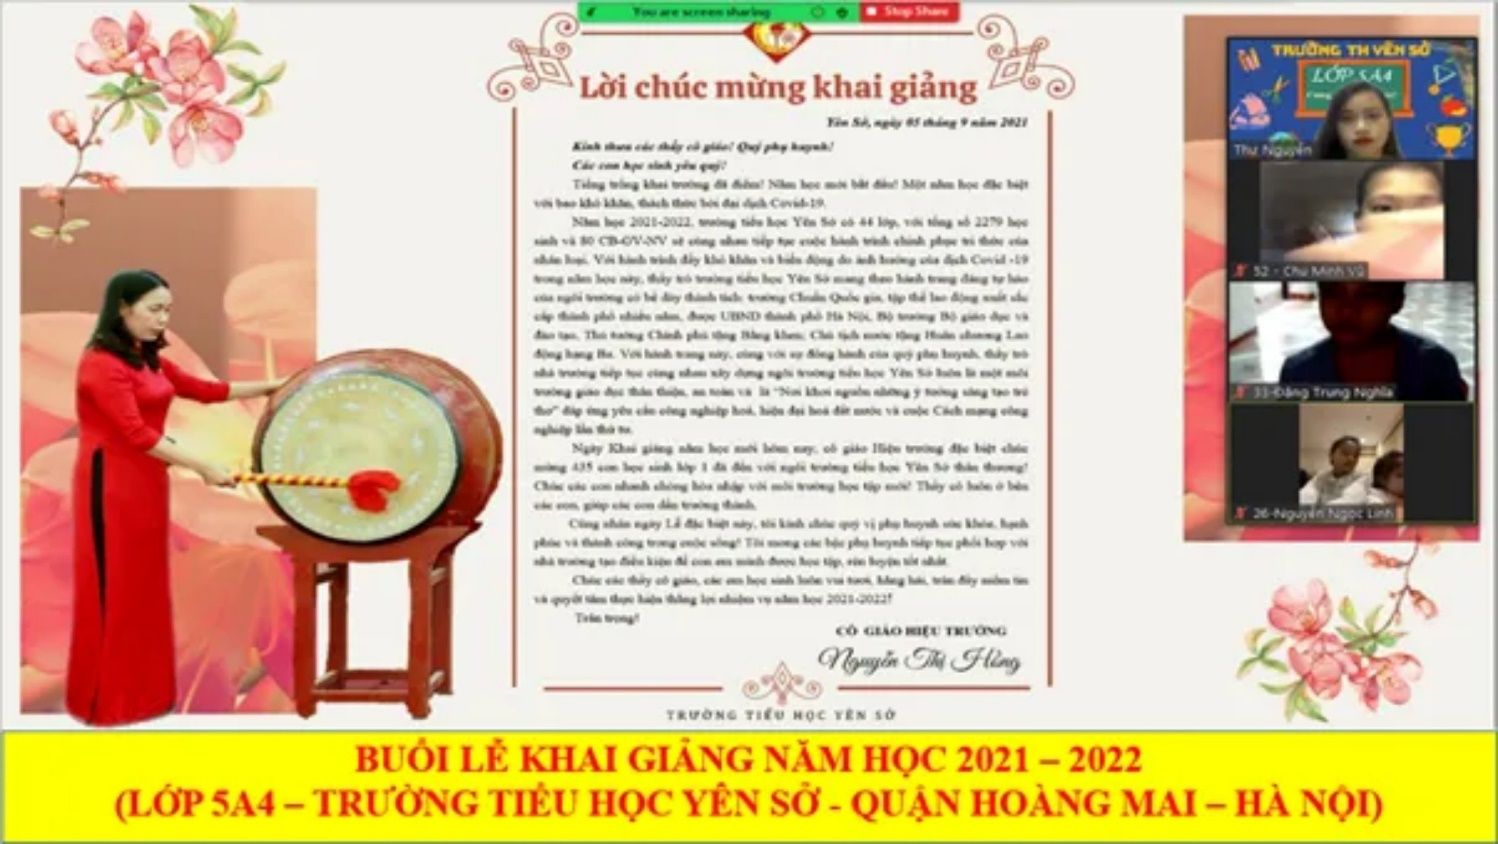 You are screen sharing
Stop Share
Lời chúc mừng khai giảng
Yên Sở, ngày 05 tháng 9 năm 2021
Kính thưa các thầy cô giáo! Quý phụ huynh!
Các con học sinh yêu quý!
Tiếng trống khai trường đã điểm! Năm học mới bắt đầu! Một năm học đặc biệt
với bao khó khăn, thách thức bởi đại dịch Covid-19.
Năm học 2021-2022, trường tiểu học Yên Sở có 44 lớp, với tổng số 2279 học
sinh và 80 CB-GV-NV sẽ cùng nhau tiếp tục cuộc hành trình chinh phục tri thức của
nhân loại. Với hành trình đầy khó khăn và biến động do ảnh hưởng của dịch Covid -19
trong năm học này, thầy trò trường tiểu học Yên Sở mang theo hành trang đáng tự hào
của ngôi trường có bề dày thành tích: trường Chuẩn Quốc gia, tập thể lao động xuất sắc
cấp thành phố nhiều năm, được UBND thành phố Hà Nội, Bộ trưởng Bộ giáo dục và
đào tạo, Thủ tướng Chính phủ tặng Bằng khen; Chủ tịch nước tặng Huân chương Lao
động hạng Ba. Với hành trang này, cùng với sự đồng hành của quý phụ huynh, thầy trò
nhà trường tiếp tục cùng nhau xây dựng ngôi trường tiểu học Yên Sở luôn là một môi
trường giáo dục thân thiện, an toàn và là "Nơi khơi nguồn những ý tưởng sáng tạo trẻ
thơ" đáp ứng yêu cầu công nghiệp hoá, hiện đại hoá đất nước và cuộc Cách mạng công
nghiệp lần thứ tư.
Ngày Khai giảng năm học mới hôm nay, cô giáo Hiệu trưởng đặc biệt chúc
mừng 435 con học sinh lớp 1 đã đến với ngôi trường tiểu học Yên Sở thân thương!
Chúc các con nhanh chóng hòa nhập với môi trường học tập mới! Thầy cô luôn ở bên
các con, giúp các con dần trưởng thành.
Cũng nhân ngày Lễ đặc biệt này, tôi kính chúc quý vị phụ huynh sức khỏe, hạnh
phúc và thành công trong cuộc sống! Tôi mong các bậc phụ huynh tiếp tục phối hợp với
nhà trường tạo điều kiện để con em mình được học tập, rèn luyện tốt nhất.
Chúc các thầy cô giáo, các em học sinh luôn vui tươi, hăng hái, tràn đầy niềm tin
và quyết tâm thực hiện thắng lợi nhiệm vụ năm học 2021-2022!
Trân trọng!
CÔ GIÁO HIỆU TRƯỞNG
Nguyễn Thị Hồng
TRƯỜNG TIỂU HỌC YÊN SỞ
TRƯỜNG TH YÊN SỞ
LỚP 5A4
Thư Nguyễn
52 - Chu Minh Vũ
33-Đặng Trung Nghĩa
26-Nguyễn Ngọc Linh
BUỔI LỄ KHAI GIẢNG NĂM HỌC 2021 – 2022
(LỚP 5A4 – TRƯỜNG TIỂU HỌC YÊN SỞ - QUẬN HOÀNG MAI – HÀ NỘI)